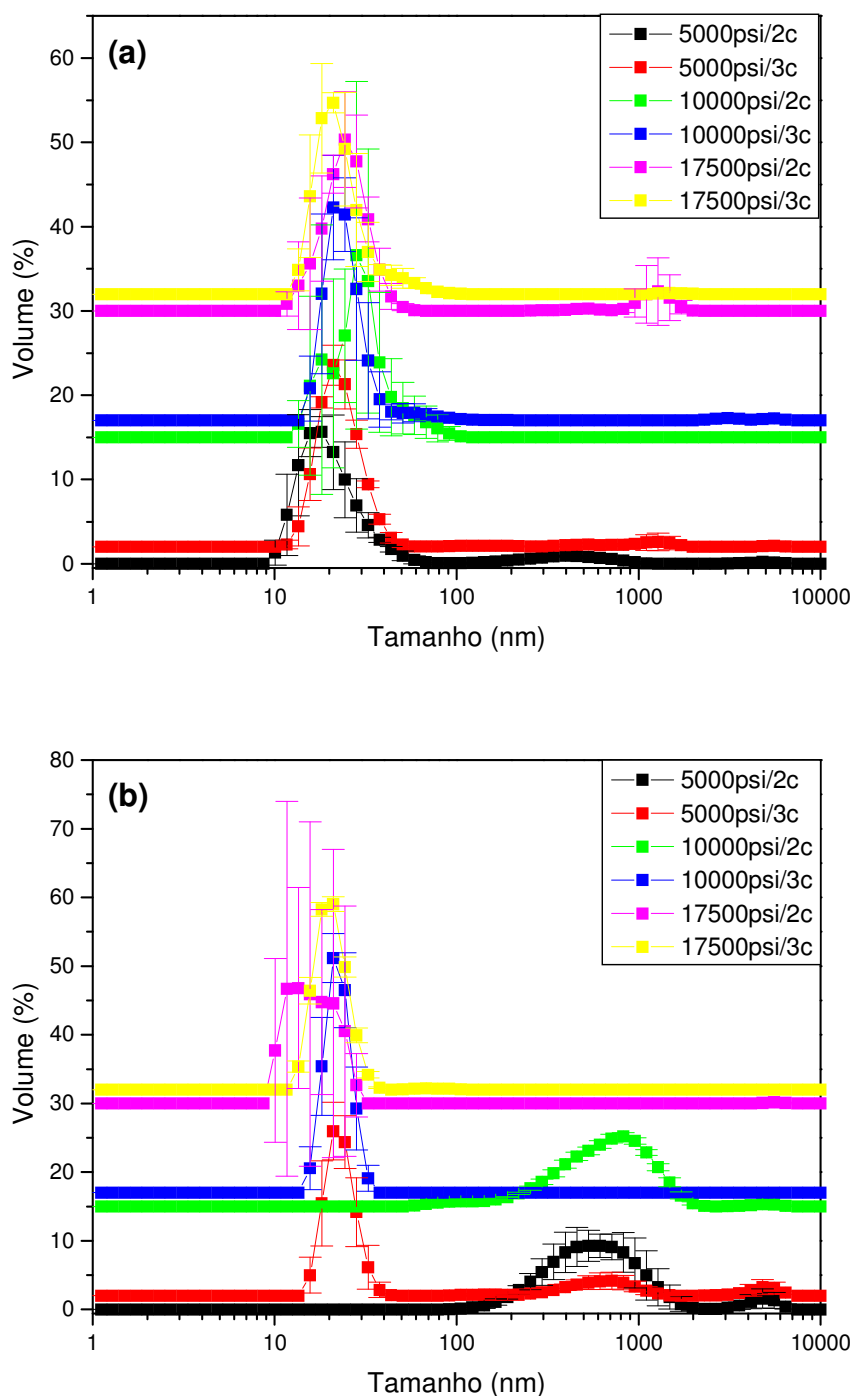 (a)
5000psi/2c
5000psi/3c
10000psi/2c
10000psi/3c
17500psi/2c
17500psi/3c
60
50
40
30
20
10
0
Volume (%)
1 10 100 1000 10000
Tamanho (nm)
(b)
5000psi/2c
5000psi/3c
10000psi/2c
10000psi/3c
17500psi/2c
17500psi/3c
80
70
60
50
40
30
20
10
0
Volume (%)
1 10 100 1000 10000
Tamanho (nm)